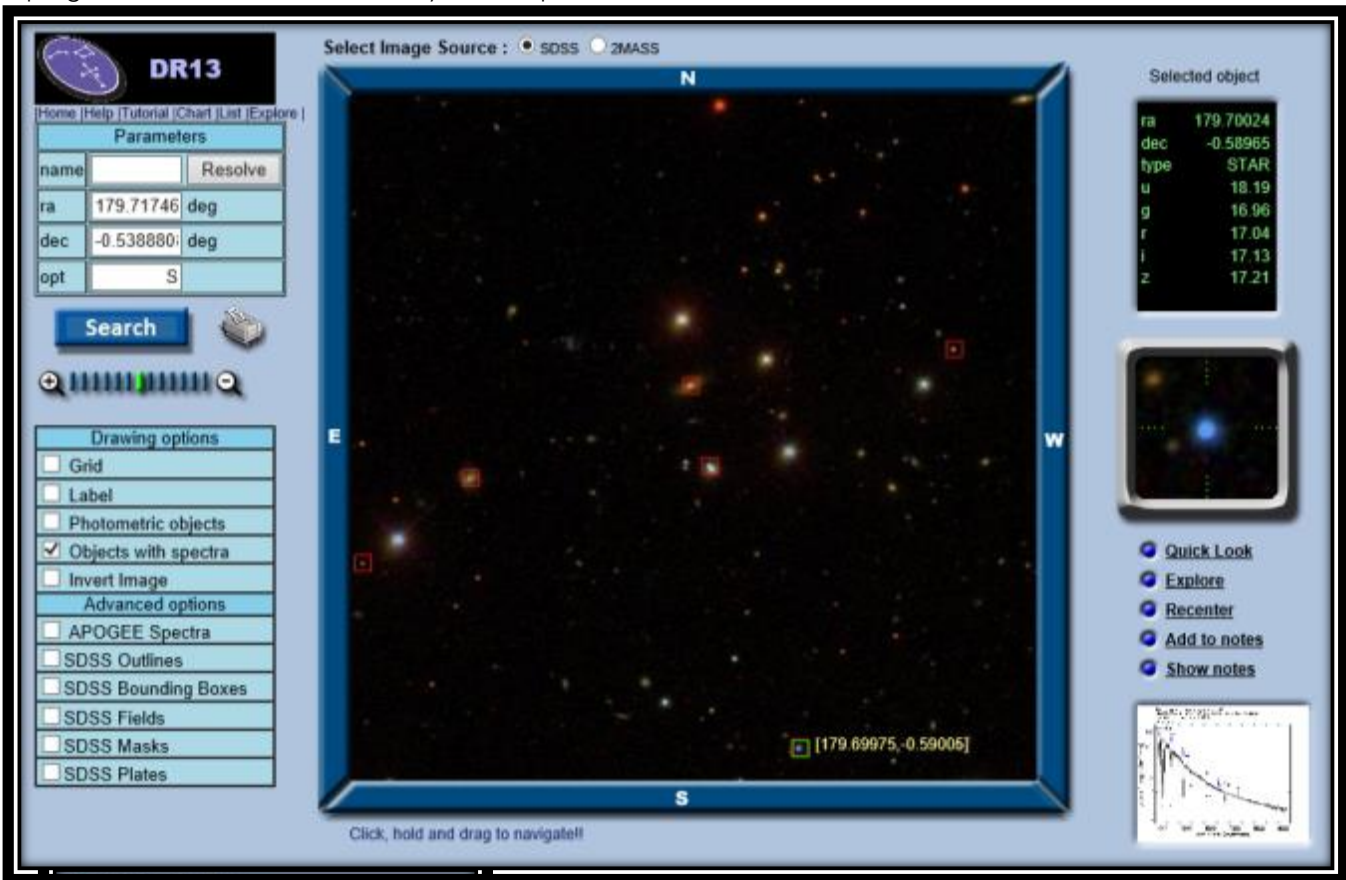 DR13
|Home |Help |Tutorial |Chart |List |Explore |
Parameters
name Resolve
ra 179.71746 deg
dec -0.538880 deg
opt S
Search
Drawing options
Grid
Label
Photometric objects
Objects with spectra
Invert Image
Advanced options
APOGEE Spectra
SDSS Outlines
SDSS Bounding Boxes
SDSS Fields
SDSS Masks
SDSS Plates
Select Image Source : SDSS 2MASS
N
E
W
[179.69975,-0.59005]
S
Click, hold and drag to navigate!!
Selected object
ra 179.70024
dec -0.58965
type STAR
u 18.19
g 16.96
r 17.04
i 17.13
z 17.21
Quick Look
Explore
Recenter
Add to notes
Show notes